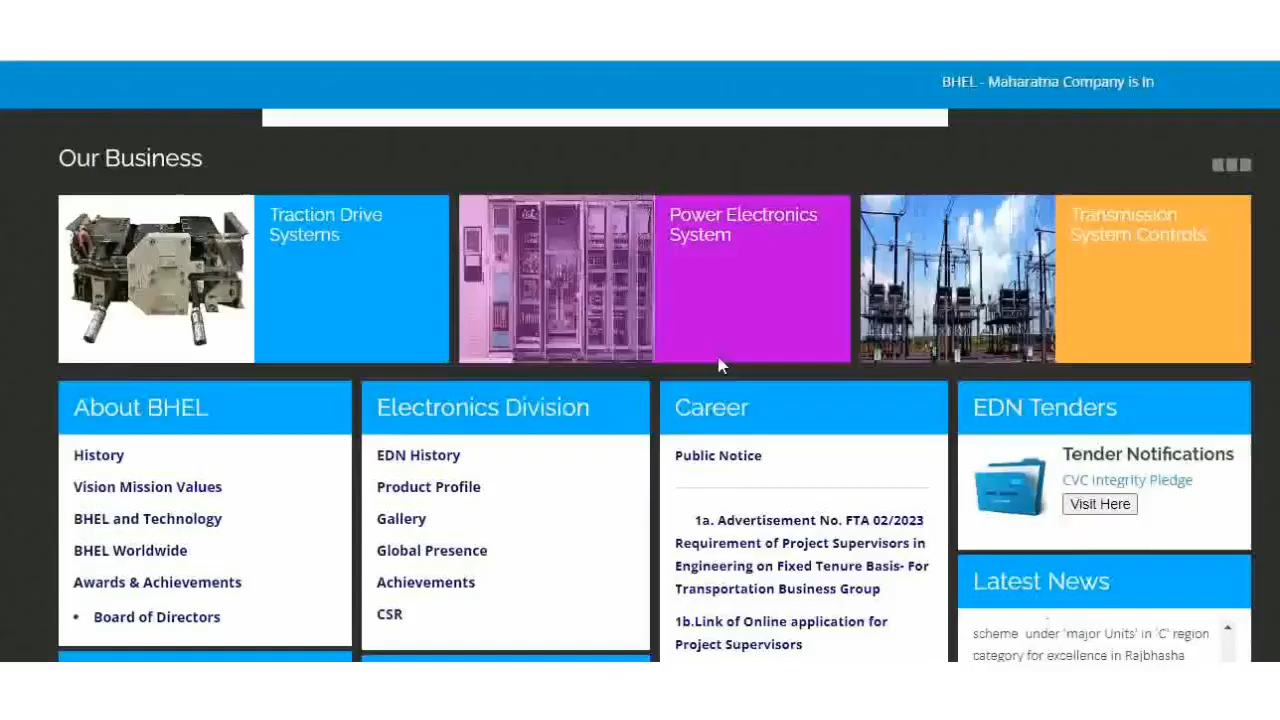 BHEL - Maharatna Company is In
Our Business
Traction Drive
Systems
Power Electronics
System
Transmission
System Controls
About BHEL
History
Vision Mission Values
BHEL and Technology
BHEL Worldwide
Awards & Achievements
• Board of Directors
Electronics Division
EDN History
Product Profile
Gallery
Global Presence
Achievements
CSR
Career
Public Notice
1a. Advertisement No. FTA 02/2023
Requirement of Project Supervisors in
Engineering on Fixed Tenure Basis- For
Transportation Business Group
1b.Link of Online application for
Project Supervisors
EDN Tenders
Tender Notifications
CVC Integrity Pledge
Visit Here
Latest News
scheme under 'major Units' in 'C' region
category for excellence in Rajbhasha